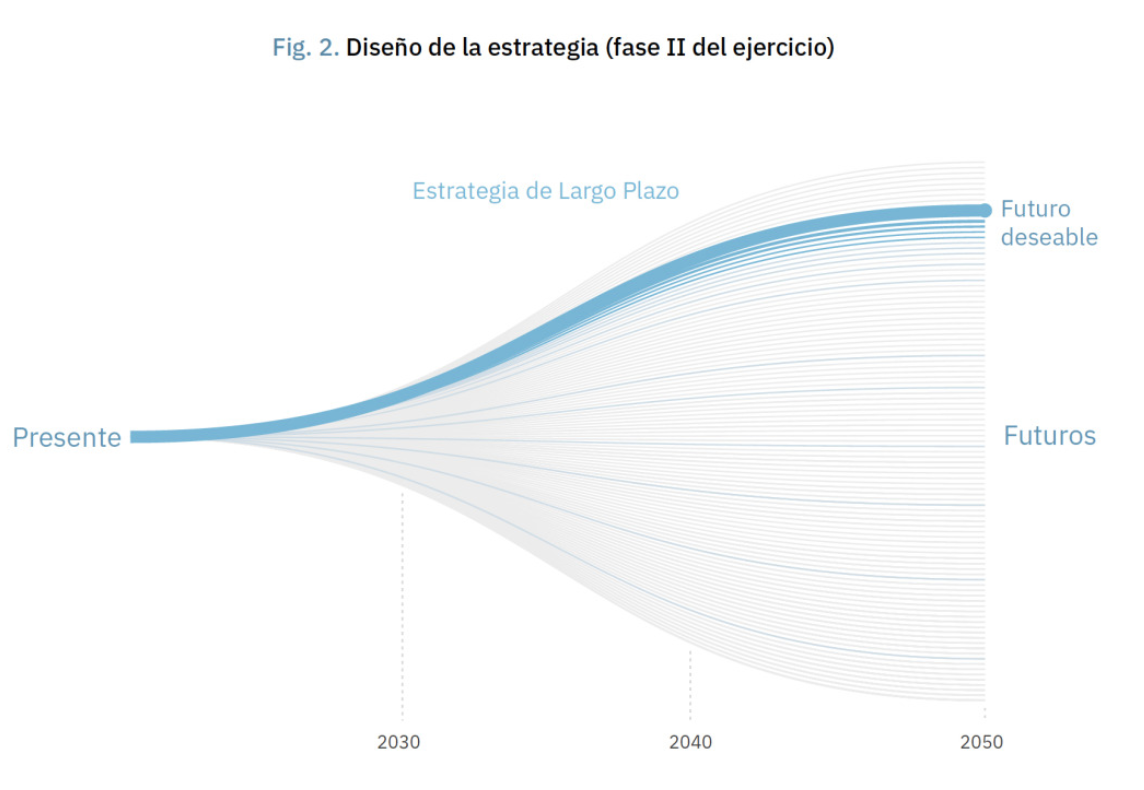 Fig. 2. Diseño de la estrategia (fase II del ejercicio)
Estrategia de Largo Plazo
Futuro
deseable
Presente
Futuros
2030
2040
2050